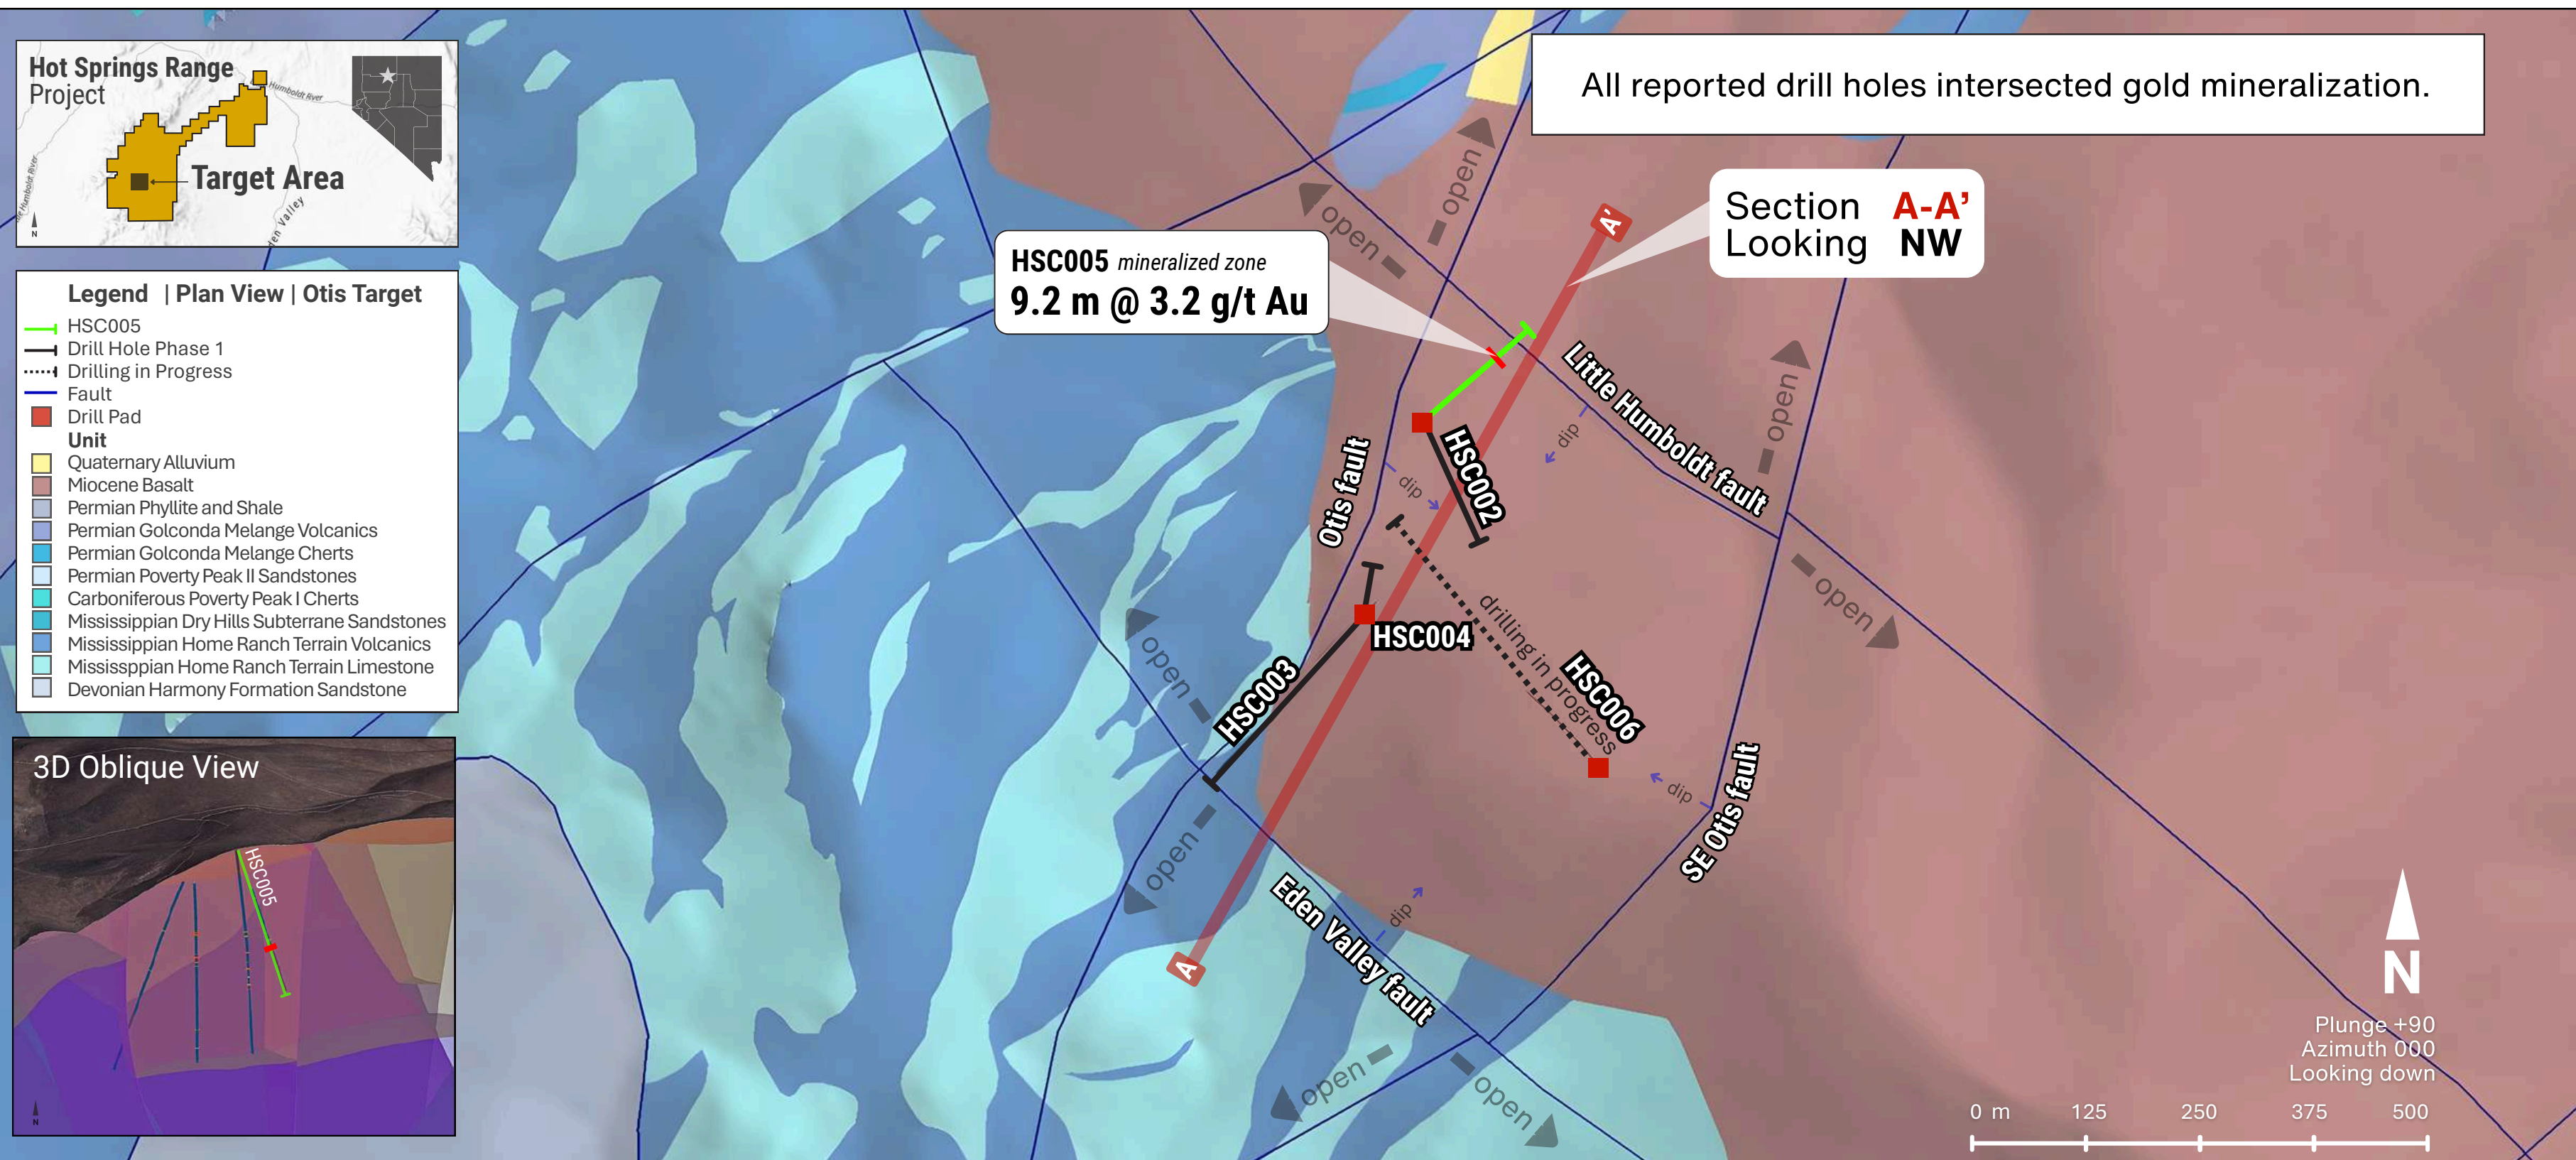 Hot Springs Range
Project
Humboldt River
Target Area
N
All reported drill holes intersected gold mineralization.
Section A-A’
Looking NW
HSC005 mineralized zone
9.2 m @ 3.2 g/t Au
Legend | Plan View | Otis Target
HSC005
Drill Hole Phase 1
Drilling in Progress
Fault
Drill Pad
Unit
Quaternary Alluvium
Miocene Basalt
Permian Phyllite and Shale
Permian Golconda Melange Volcanics
Permian Golconda Melange Cherts
Permian Poverty Peak II Sandstones
Carboniferous Poverty Peak I Cherts
Mississippian Dry Hills Subterrane Sandstones
Mississippian Home Ranch Terrain Volcanics
Mississppian Home Ranch Terrain Limestone
Devonian Harmony Formation Sandstone
open
open
A’
Little Humboldt fault
dip
open
Otis fault
dip
HSC002
HSC004
drilling in progress
HSC006
open
open
HSC003
dip
SE Otis fault
open
dip
Eden Valley fault
A
open
open
3D Oblique View
HSC005
N
N
Plunge +90
Azimuth 000
Looking down
0 m 125 250 375 500